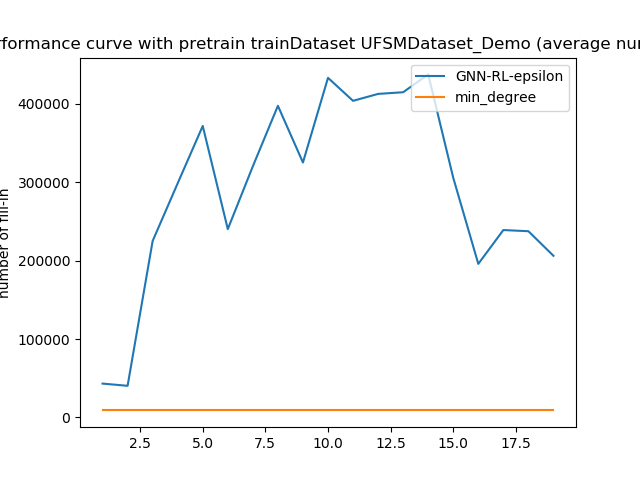 rformance curve with pretrain trainDataset UFSMDataset_Demo (average nu
GNN-RL-epsilon
min_degree
number of fill-in
400000
300000
200000
100000
0
2.5 5.0 7.5 10.0 12.5 15.0 17.5